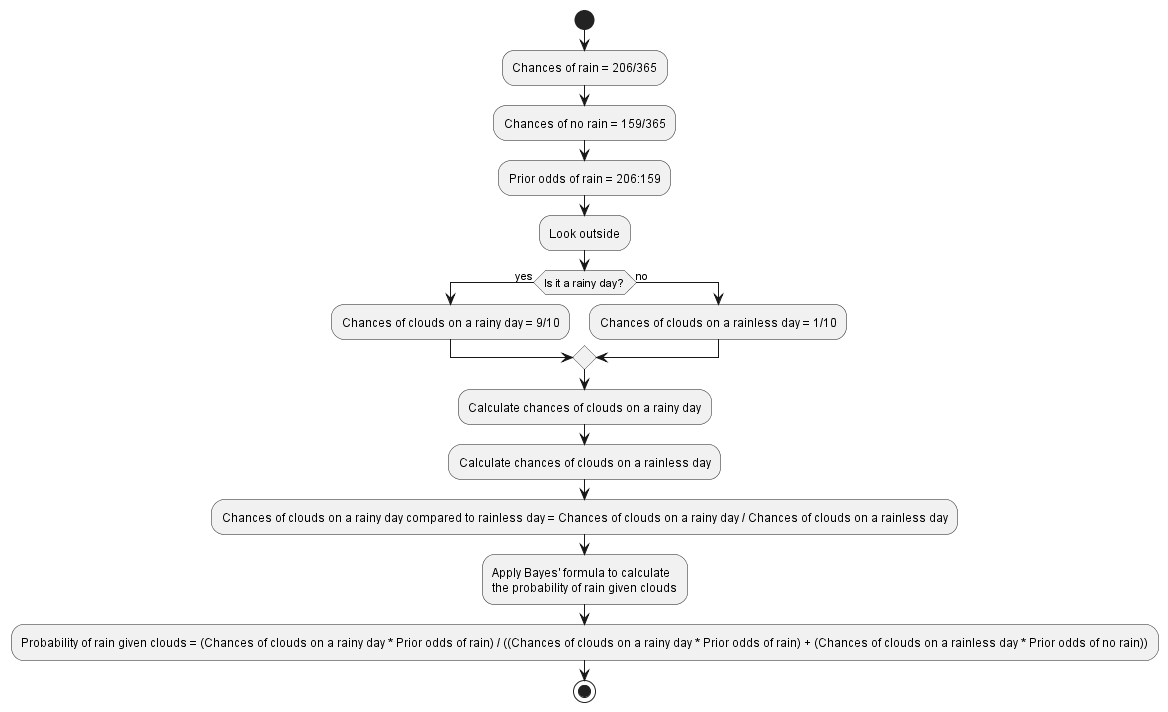 Chances of rain = 206/365
Chances of no rain = 159/365
Prior odds of rain = 206:159
Look outside
yes
Is it a rainy day?
no
Chances of clouds on a rainy day = 9/10
Chances of clouds on a rainless day = 1/10
Calculate chances of clouds on a rainy day
Calculate chances of clouds on a rainless day
Chances of clouds on a rainy day compared to rainless day = Chances of clouds on a rainy day / Chances of clouds on a rainless day
Apply Bayes' formula to calculate
the probability of rain given clouds
Probability of rain given clouds = (Chances of clouds on a rainy day * Prior odds of rain) / ((Chances of clouds on a rainy day * Prior odds of rain) + (Chances of clouds on a rainless day * Prior odds of no rain))